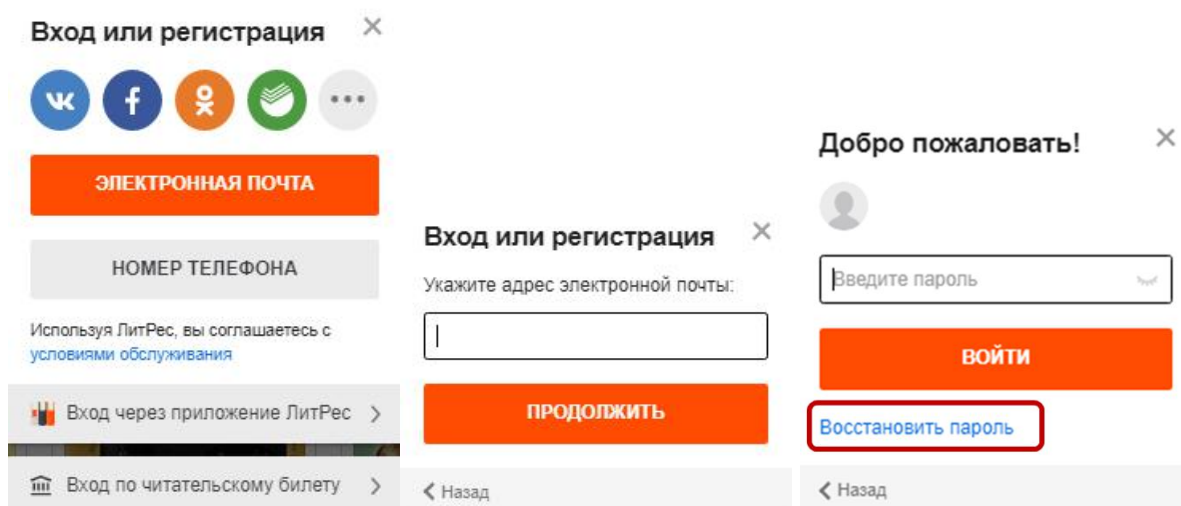 Вход или регистрация
ЭЛЕКТРОННАЯ ПОЧТА
НОМЕР ТЕЛЕФОНА
Используя ЛитРес, вы соглашаетесь с
условиями обслуживания
Вход через приложение ЛитРес
Вход по читательскому билету
Вход или регистрация
Укажите адрес электронной почты:
ПРОДОЛЖИТЬ
Назад
Добро пожаловать!
Введите пароль
ВОЙТИ
Восстановить пароль
Назад